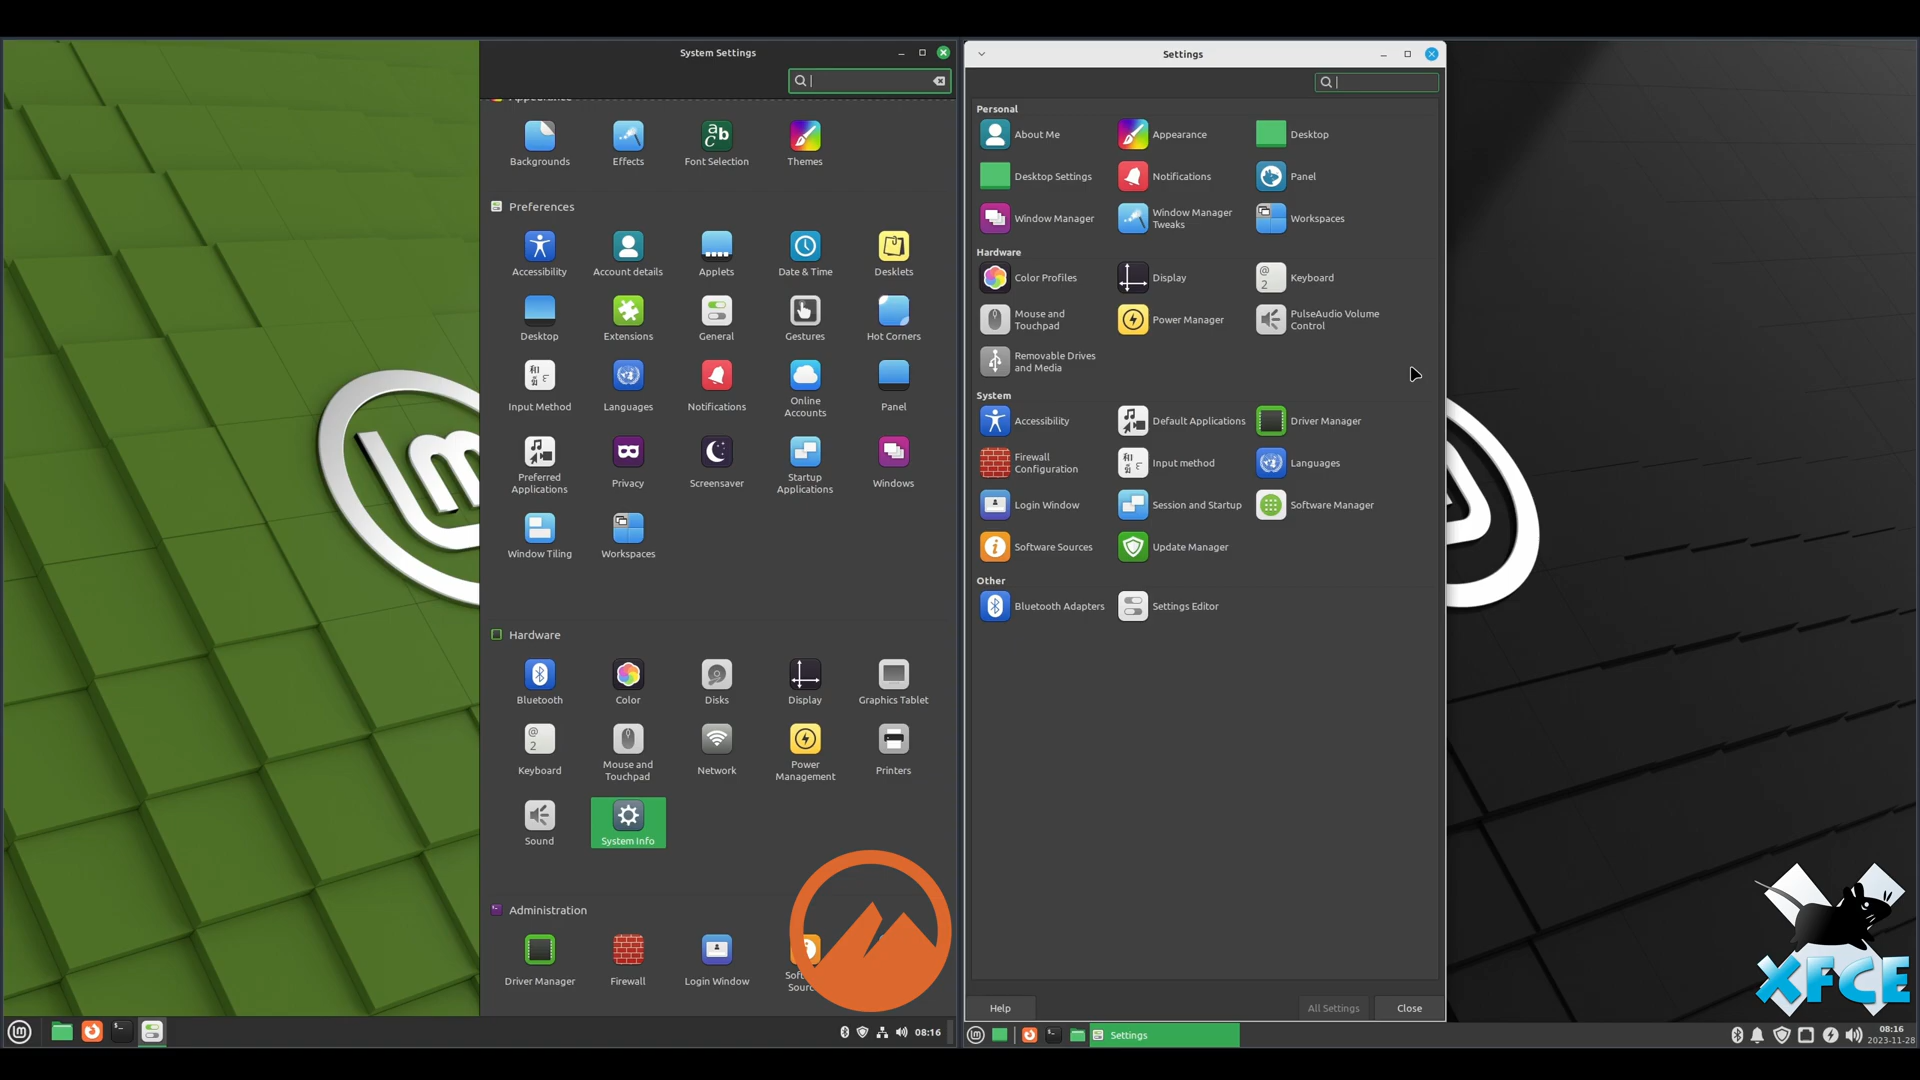 System Settings
Appearance
Backgrounds
Effects
Font Selection
Themes
Preferences
Accessibility
Account details
Applets
Date & Time
Desklets
Desktop
Extensions
General
Gestures
Hot Corners
Input Method
Languages
Notifications
Online
Accounts
Panel
Preferred
Applications
Privacy
Screensaver
Startup
Applications
Windows
Window Tiling
Workspaces
Hardware
Bluetooth
Color
Disks
Display
Graphics Tablet
Keyboard
Mouse and
Touchpad
Network
Power
Management
Printers
Sound
System Info
Administration
Driver Manager
Firewall
Login Window
08:16
Settings
Personal
About Me
Appearance
Desktop
Desktop Settings
Notifications
Panel
Window Manager
Window Manager
Tweaks
Workspaces
Hardware
Color Profiles
Display
Keyboard
Mouse and
Touchpad
Power Manager
PulseAudio Volume
Control
Removable Drives
and Media
System
Accessibility
Default Applications
Driver Manager
Firewall
Configuration
Input method
Languages
Login Window
Session and Startup
Software Manager
Software Sources
Update Manager
Other
Bluetooth Adapters
Settings Editor
Help
All Settings
Close
Settings
08:16
2023-11-28
XFCE